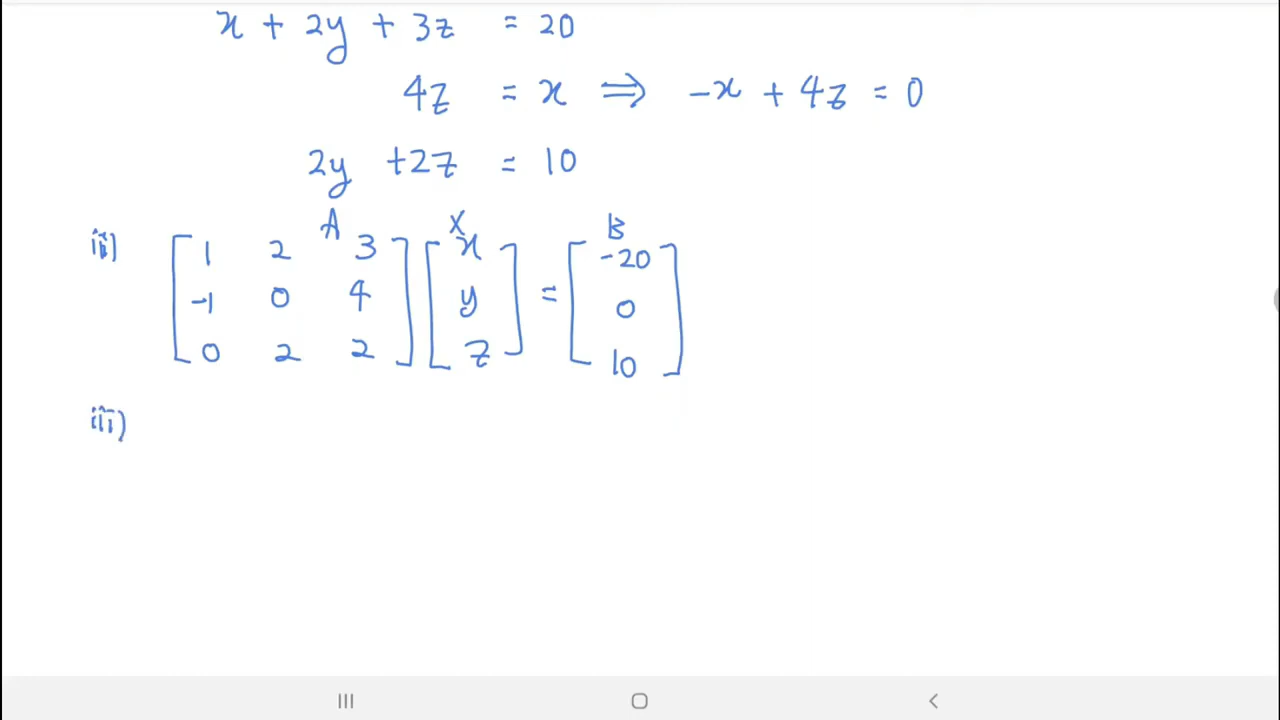 x + 2y + 3z = 20
4z = x ⟹ -x + 4z = 0
2y + 2z = 10
A X B
ii) [1 2 3] [x] = [-20]
[-1 0 4] [y] [0]
[0 2 2] [z] [10]
iii)